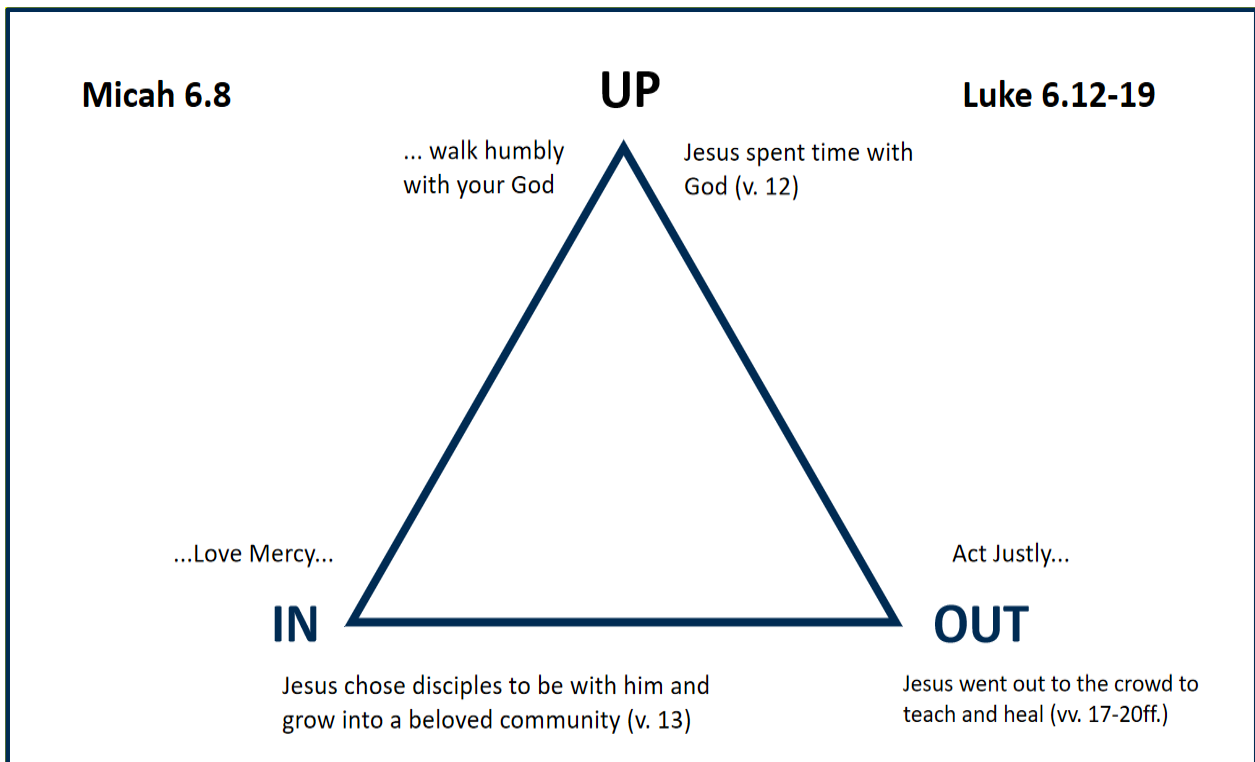 Micah 6.8
UP
Luke 6.12-19
... walk humbly
with your God
Jesus spent time with
God (v. 12)
...Love Mercy...
Act Justly...
IN
OUT
Jesus chose disciples to be with him and
grow into a beloved community (v. 13)
Jesus went out to the crowd to
teach and heal (vv. 17-20ff.)